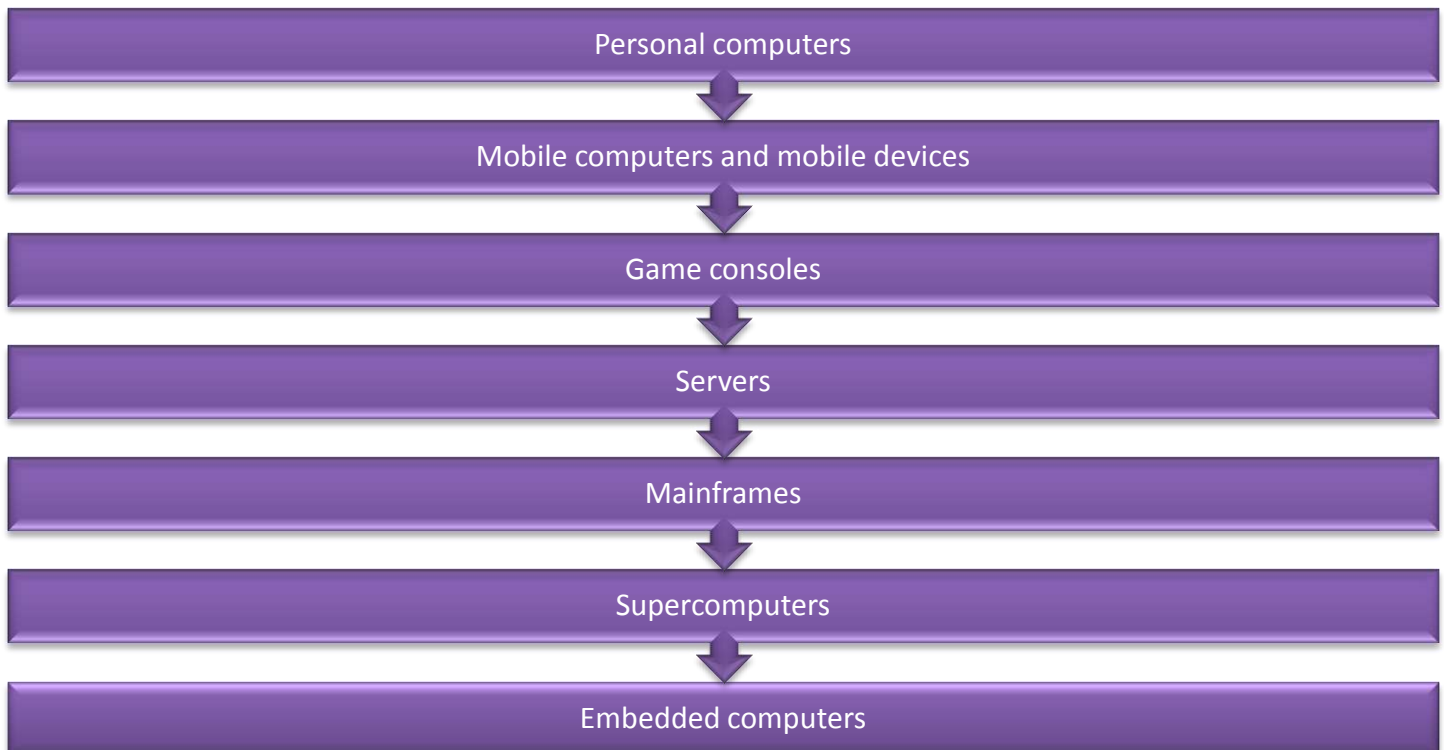 Personal computers
Mobile computers and mobile devices
Game consoles
Servers
Mainframes
Supercomputers
Embedded computers